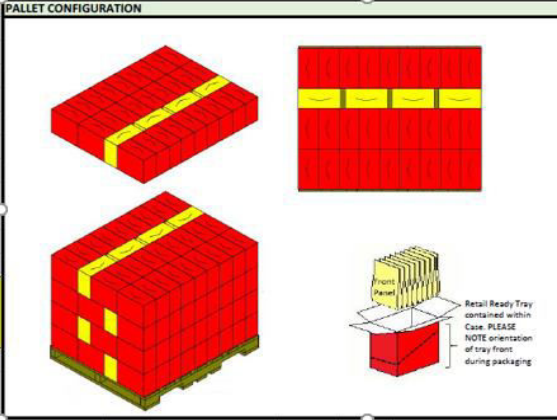 PALLET CONFIGURATION
Front
Panel
Retail Ready Tray
contained within
Case. PLEASE
NOTE orientation
of tray front
during packaging